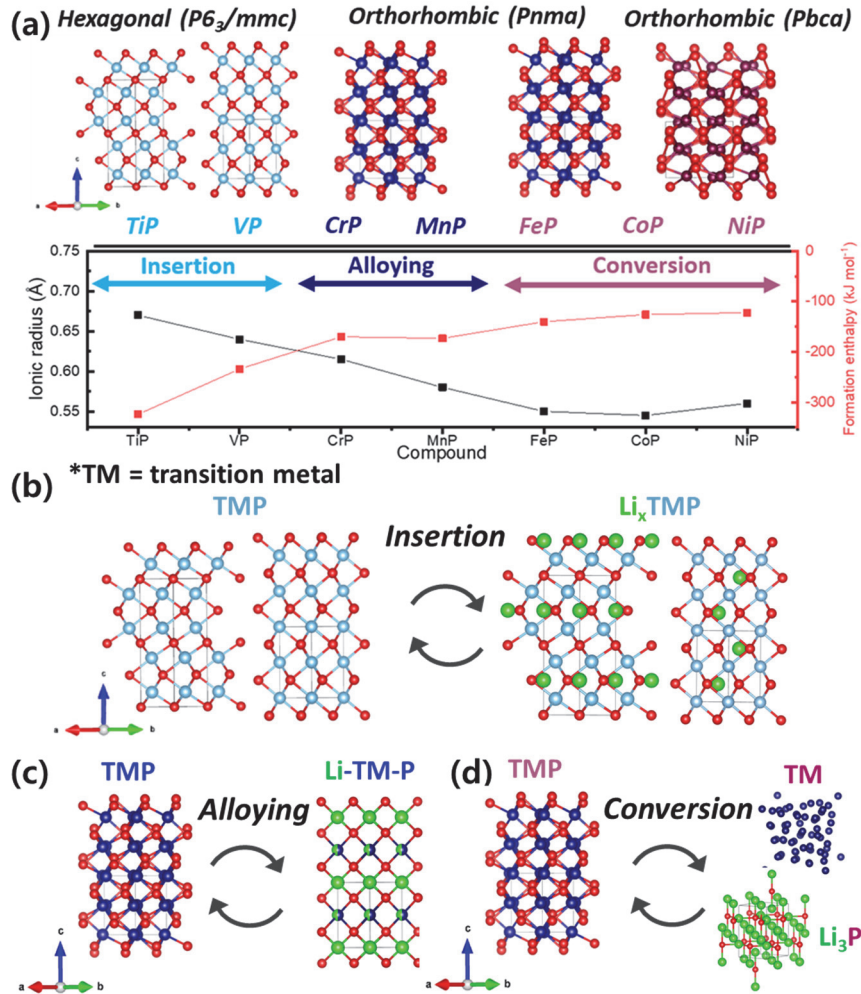 (a)
Hexagonal (P6₃/mmc)
Orthorhombic (Pnma)
Orthorhombic (Pbca)
c
a
b
TiP
VP
CrP
MnP
FeP
CoP
NiP
Insertion
Alloying
Conversion
Ionic radius (Å)
0.75
0.70
0.65
0.60
0.55
0
-100
-200
-300
Formation enthalpy (kJ mol⁻¹)
TiP
VP
CrP
MnP
FeP
CoP
NiP
Compound
*TM = transition metal
(b)
TMP
Insertion
LiₓTMP
c
a
b
(c)
TMP
Alloying
Li-TM-P
c
a
b
(d)
TMP
Conversion
TM
Li₃P
c
a
b